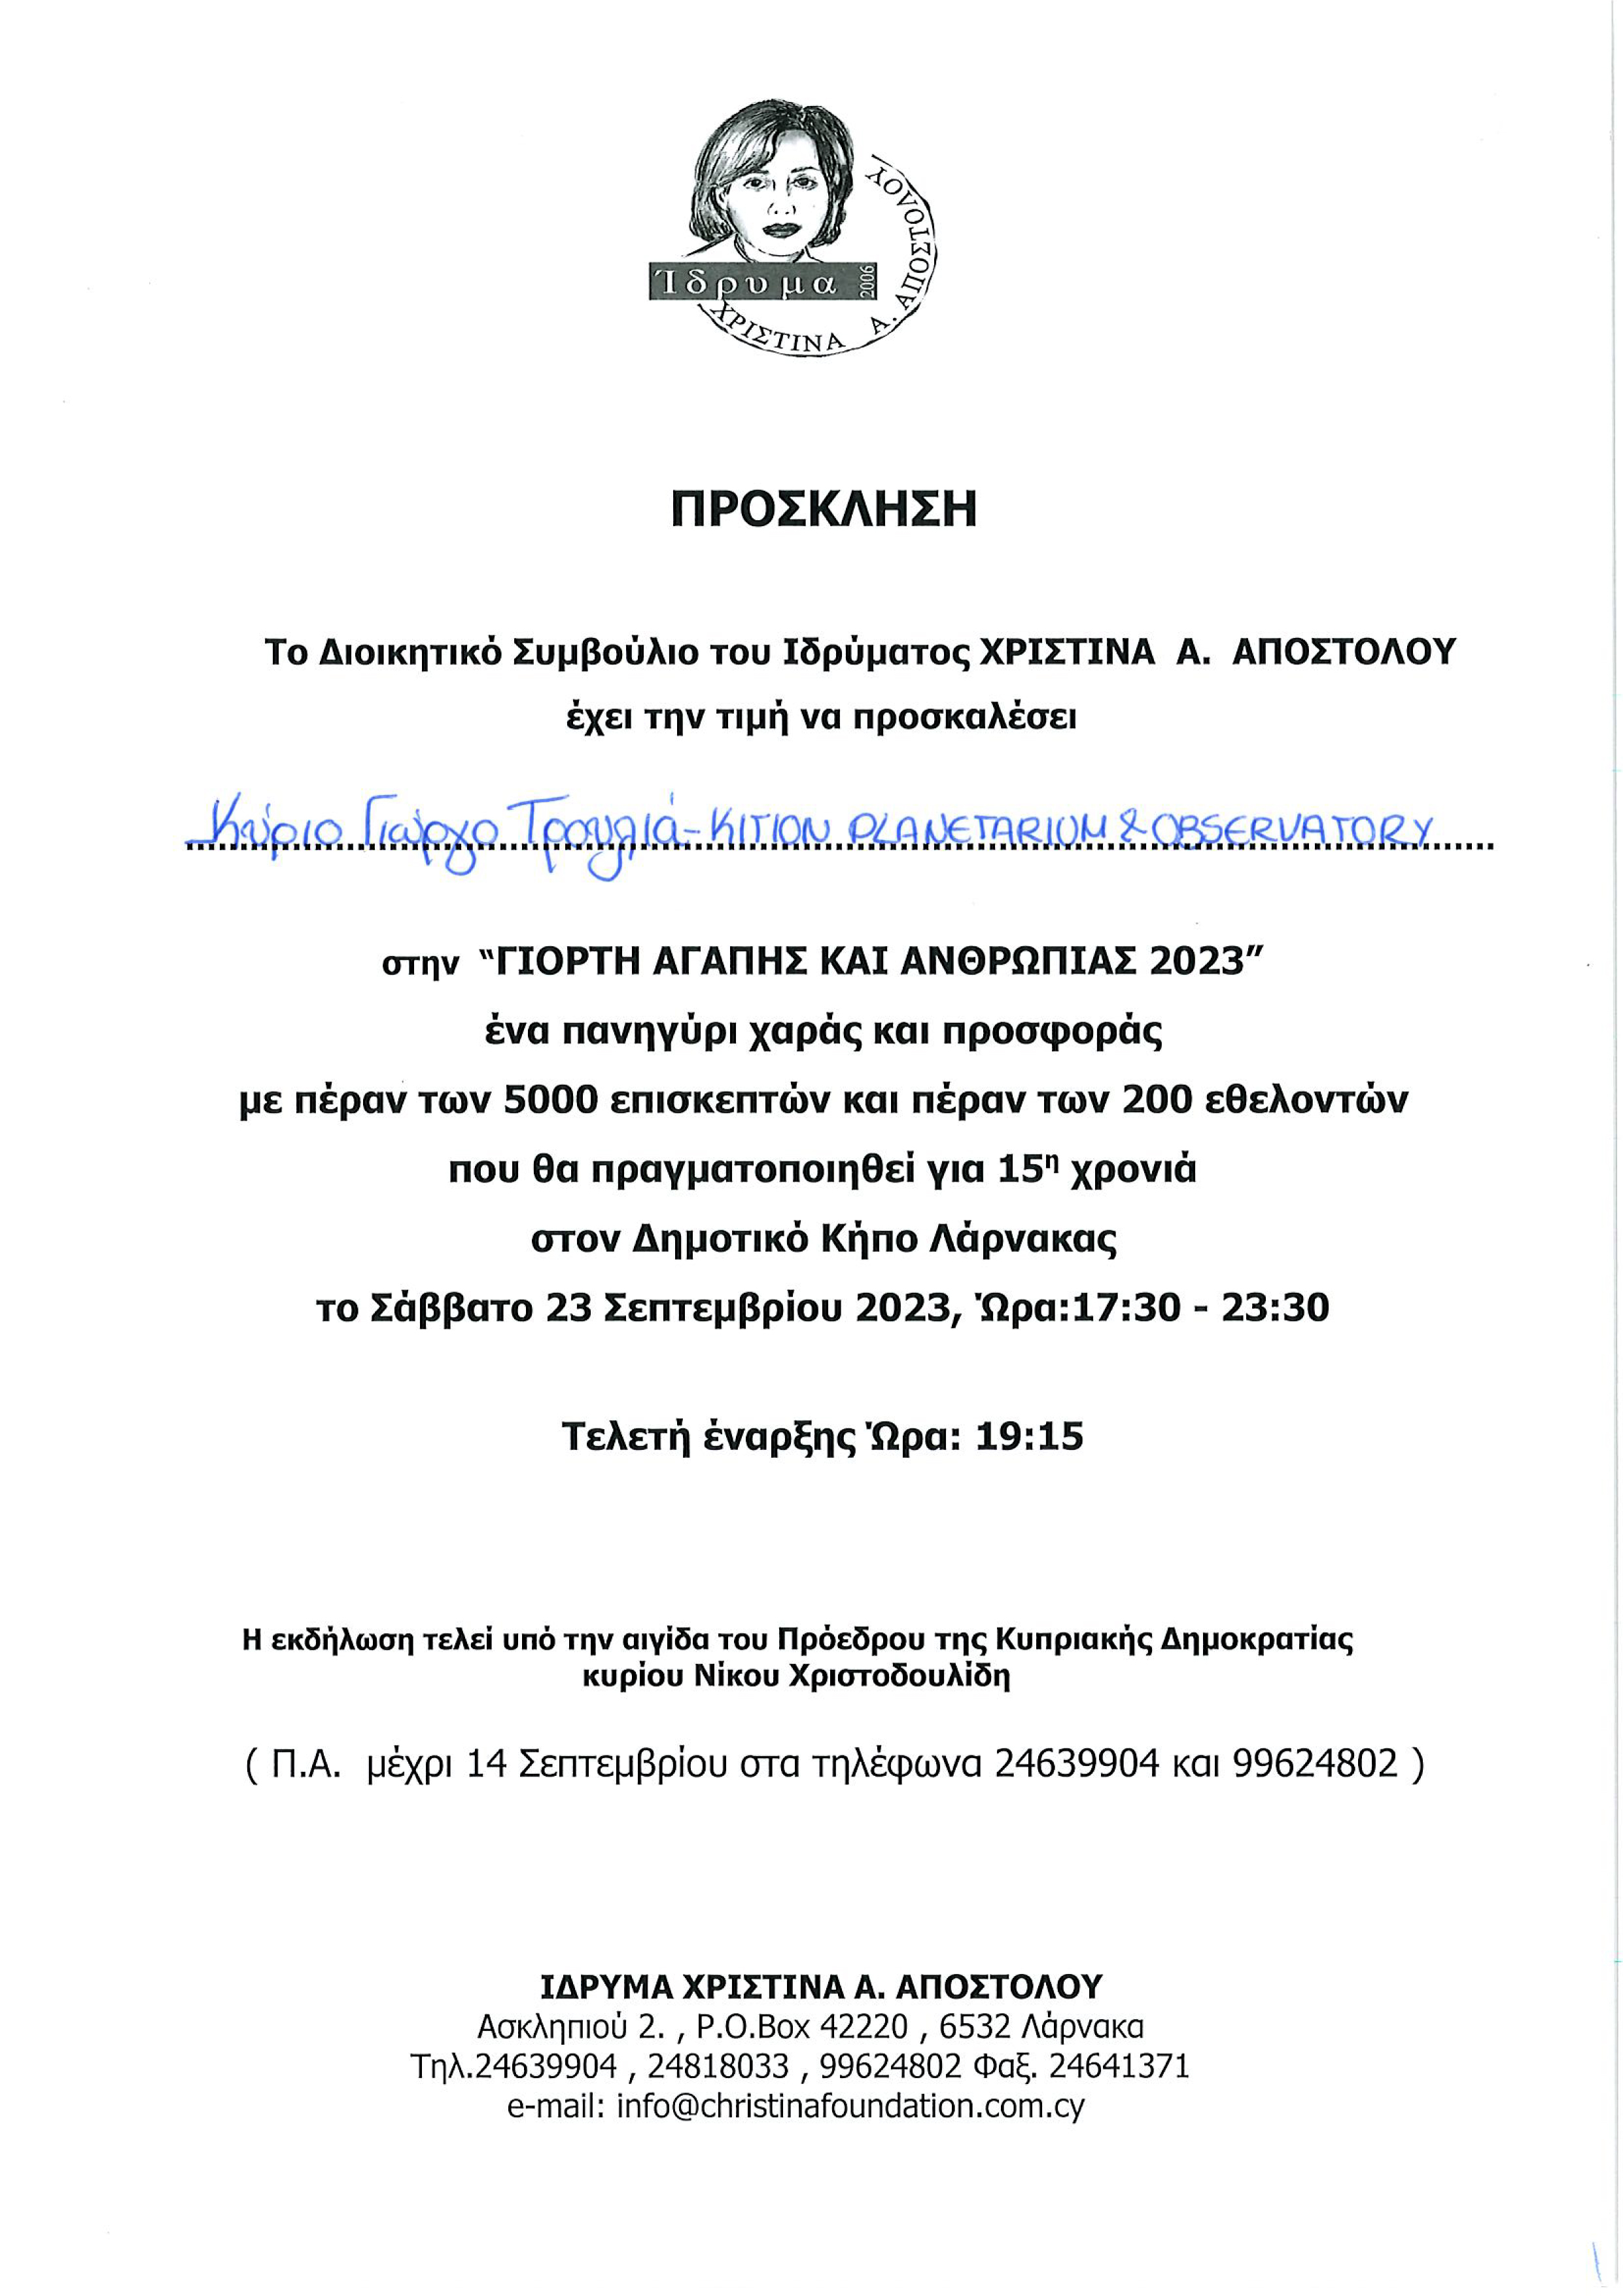 Ίδρυμα 2006
ΧΡΙΣΤΙΝΑ Α. ΑΠΟΣΤΟΛΟΥ
ΠΡΟΣΚΛΗΣΗ
Το Διοικητικό Συμβούλιο του Ιδρύματος ΧΡΙΣΤΙΝΑ Α. ΑΠΟΣΤΟΛΟΥ
έχει την τιμή να προσκαλέσει
Κύριο Γιώργο Τρουλλιά - KITION PLANETARIUM & OBSERVATORY
στην “ΓΙΟΡΤΗ ΑΓΑΠΗΣ ΚΑΙ ΑΝΘΡΩΠΙΑΣ 2023”
ένα πανηγύρι χαράς και προσφοράς
με πέραν των 5000 επισκεπτών και πέραν των 200 εθελοντών
που θα πραγματοποιηθεί για 15η χρονιά
στον Δημοτικό Κήπο Λάρνακας
το Σάββατο 23 Σεπτεμβρίου 2023, Ώρα:17:30 - 23:30
Τελετή έναρξης Ώρα: 19:15
Η εκδήλωση τελεί υπό την αιγίδα του Πρόεδρου της Κυπριακής Δημοκρατίας
κυρίου Νίκου Χριστοδουλίδη
( Π.Α. μέχρι 14 Σεπτεμβρίου στα τηλέφωνα 24639904 και 99624802 )
ΙΔΡΥΜΑ ΧΡΙΣΤΙΝΑ Α. ΑΠΟΣΤΟΛΟΥ
Ασκληπιού 2. , P.O.Box 42220 , 6532 Λάρνακα
Τηλ.24639904 , 24818033 , 99624802 Φαξ. 24641371
e-mail: info@christinafoundation.com.cy